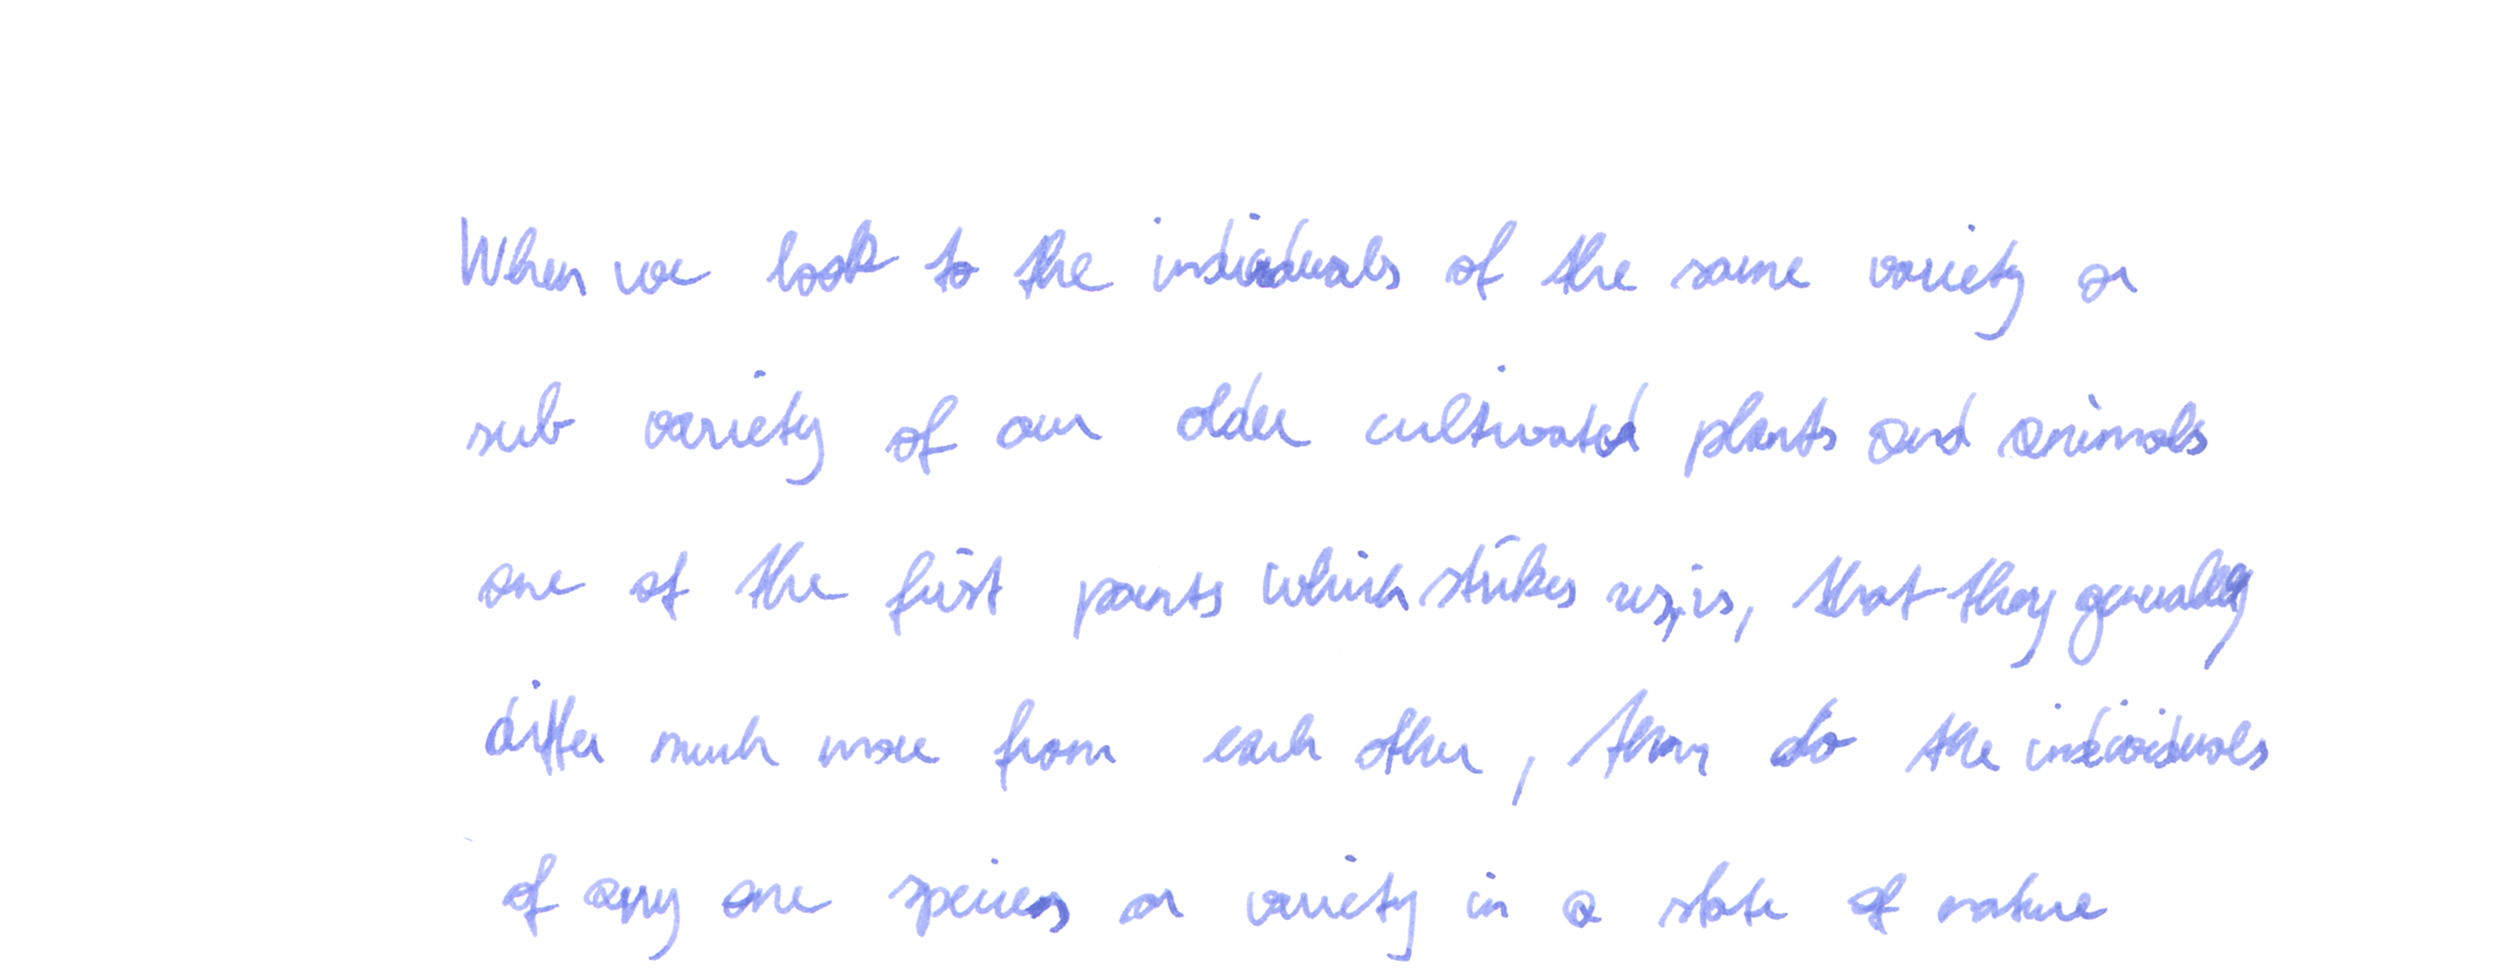 When we look to the individuals of the same variety or
sub variety of our older cultivated plants and animals
one of the first points which strikes us, is, that they generally
differ much more from each other, than do the individuals
of any one species or variety in a state of nature